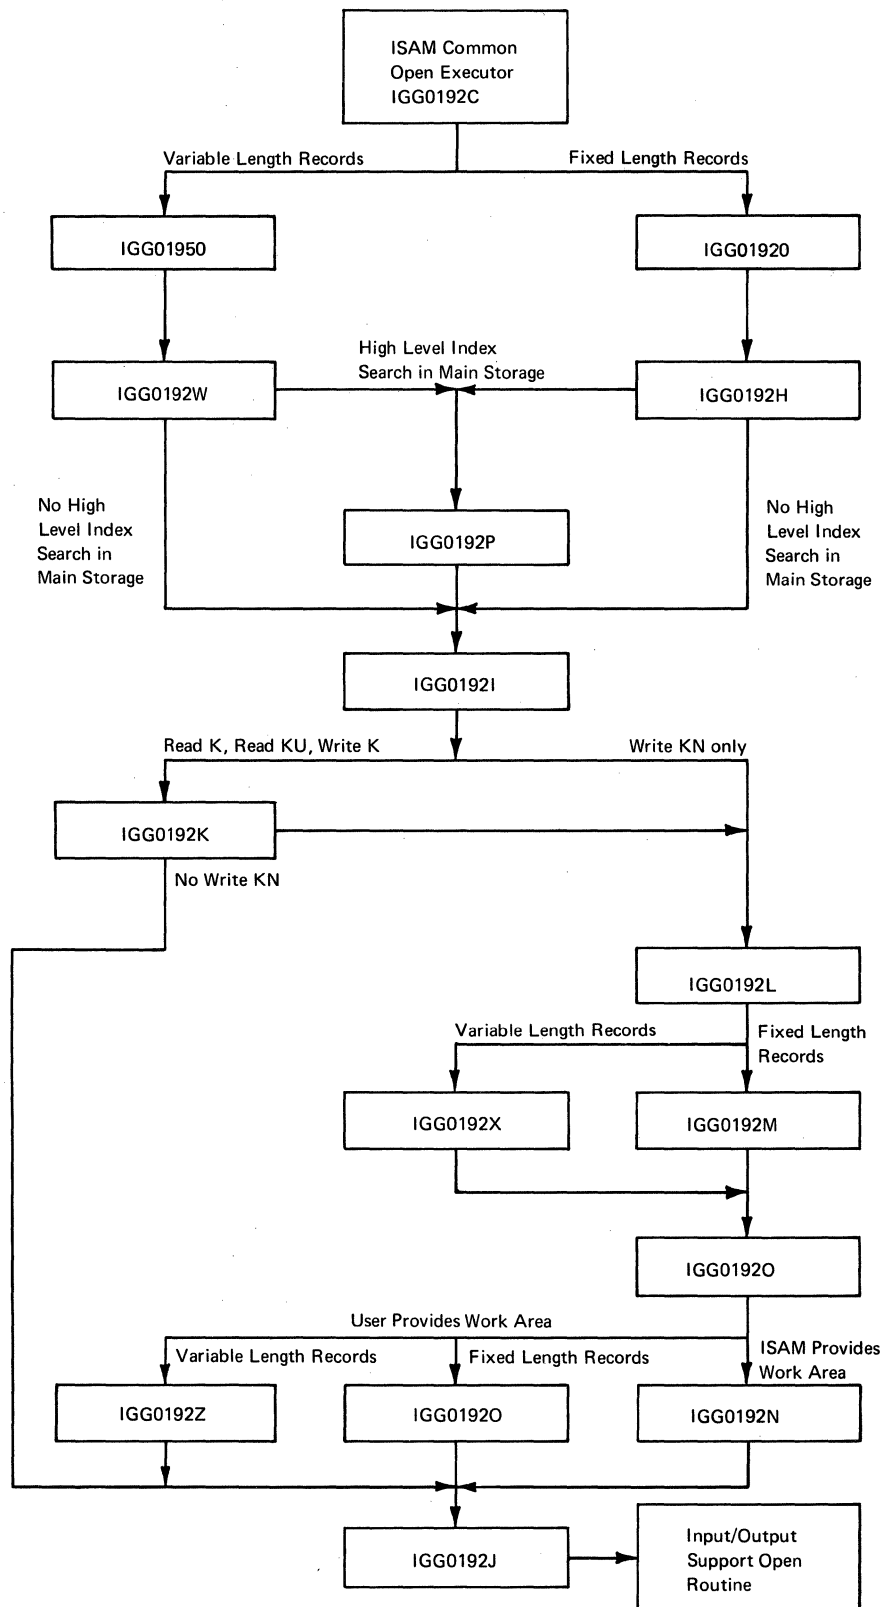 ISAM Common
Open Executor
IGG0192C
Variable Length Records
Fixed Length Records
IGG01950
IGG01920
High Level Index
Search in Main Storage
IGG0192W
IGG0192H
No High
Level Index
Search in
Main Storage
No High
Level Index
Search in
Main Storage
IGG0192P
IGG0192I
Read K, Read KU, Write K
Write KN only
IGG0192K
No Write KN
IGG0192L
Variable Length Records
Fixed Length
Records
IGG0192X
IGG0192M
IGG0192O
User Provides Work Area
Variable Length Records
Fixed Length Records
ISAM Provides
Work Area
IGG0192Z
IGG0192O
IGG0192N
IGG0192J
Input/Output
Support Open
Routine